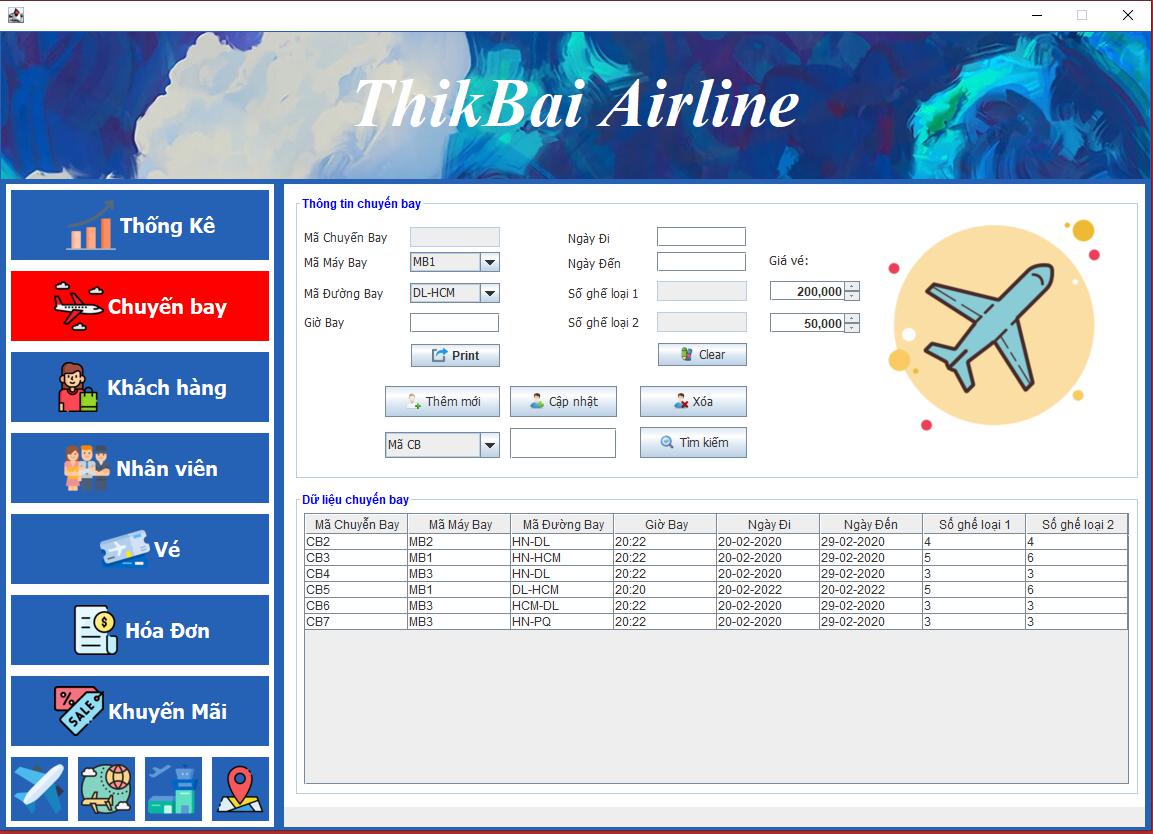 ThikBai Airline
Thống Kê
Chuyến bay
Khách hàng
Nhân viên
Vé
Hóa Đơn
Khuyến Mãi
%
SALE
Thông tin chuyến bay
Mã Chuyến Bay
Ngày Đi
Mã Máy Bay MB1
Ngày Đến
Giá vé:
Mã Đường Bay DL-HCM
Số ghế loại 1
200,000
Giờ Bay
Số ghế loại 2
50,000
Print
Clear
Thêm mới
Cập nhật
Xóa
Mã CB
Tìm kiếm
Dữ liệu chuyến bay
Mã Chuyến Bay Mã Máy Bay Mã Đường Bay Giờ Bay Ngày Đi Ngày Đến Số ghế loại 1 Số ghế loại 2
CB2 MB2 HN-DL 20:22 20-02-2020 29-02-2020 4 4
CB3 MB1 HN-HCM 20:22 20-02-2020 29-02-2020 5 6
CB4 MB3 HN-DL 20:22 20-02-2020 29-02-2020 3 3
CB5 MB1 DL-HCM 20:20 20-02-2022 20-02-2022 5 6
CB6 MB3 HCM-DL 20:22 20-02-2020 29-02-2020 3 3
CB7 MB3 HN-PQ 20:22 20-02-2020 29-02-2020 3 3